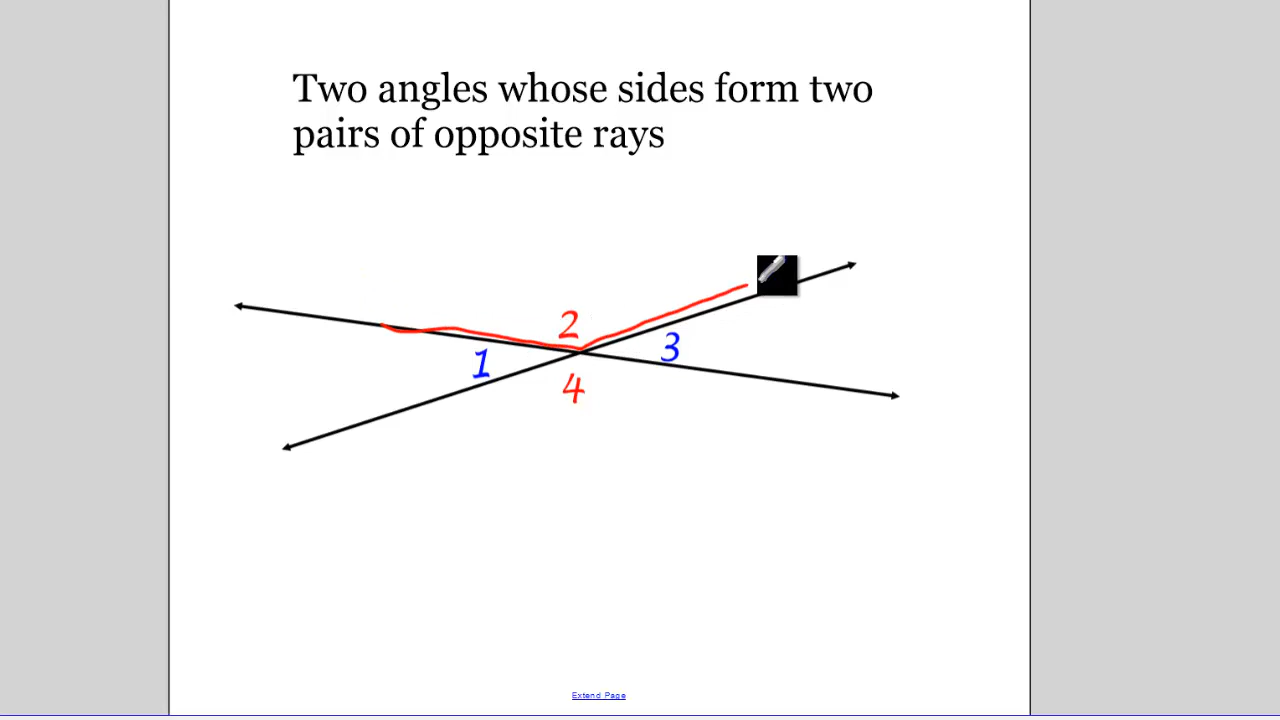 Two angles whose sides form two
pairs of opposite rays
2
1
3
4
Extend Page